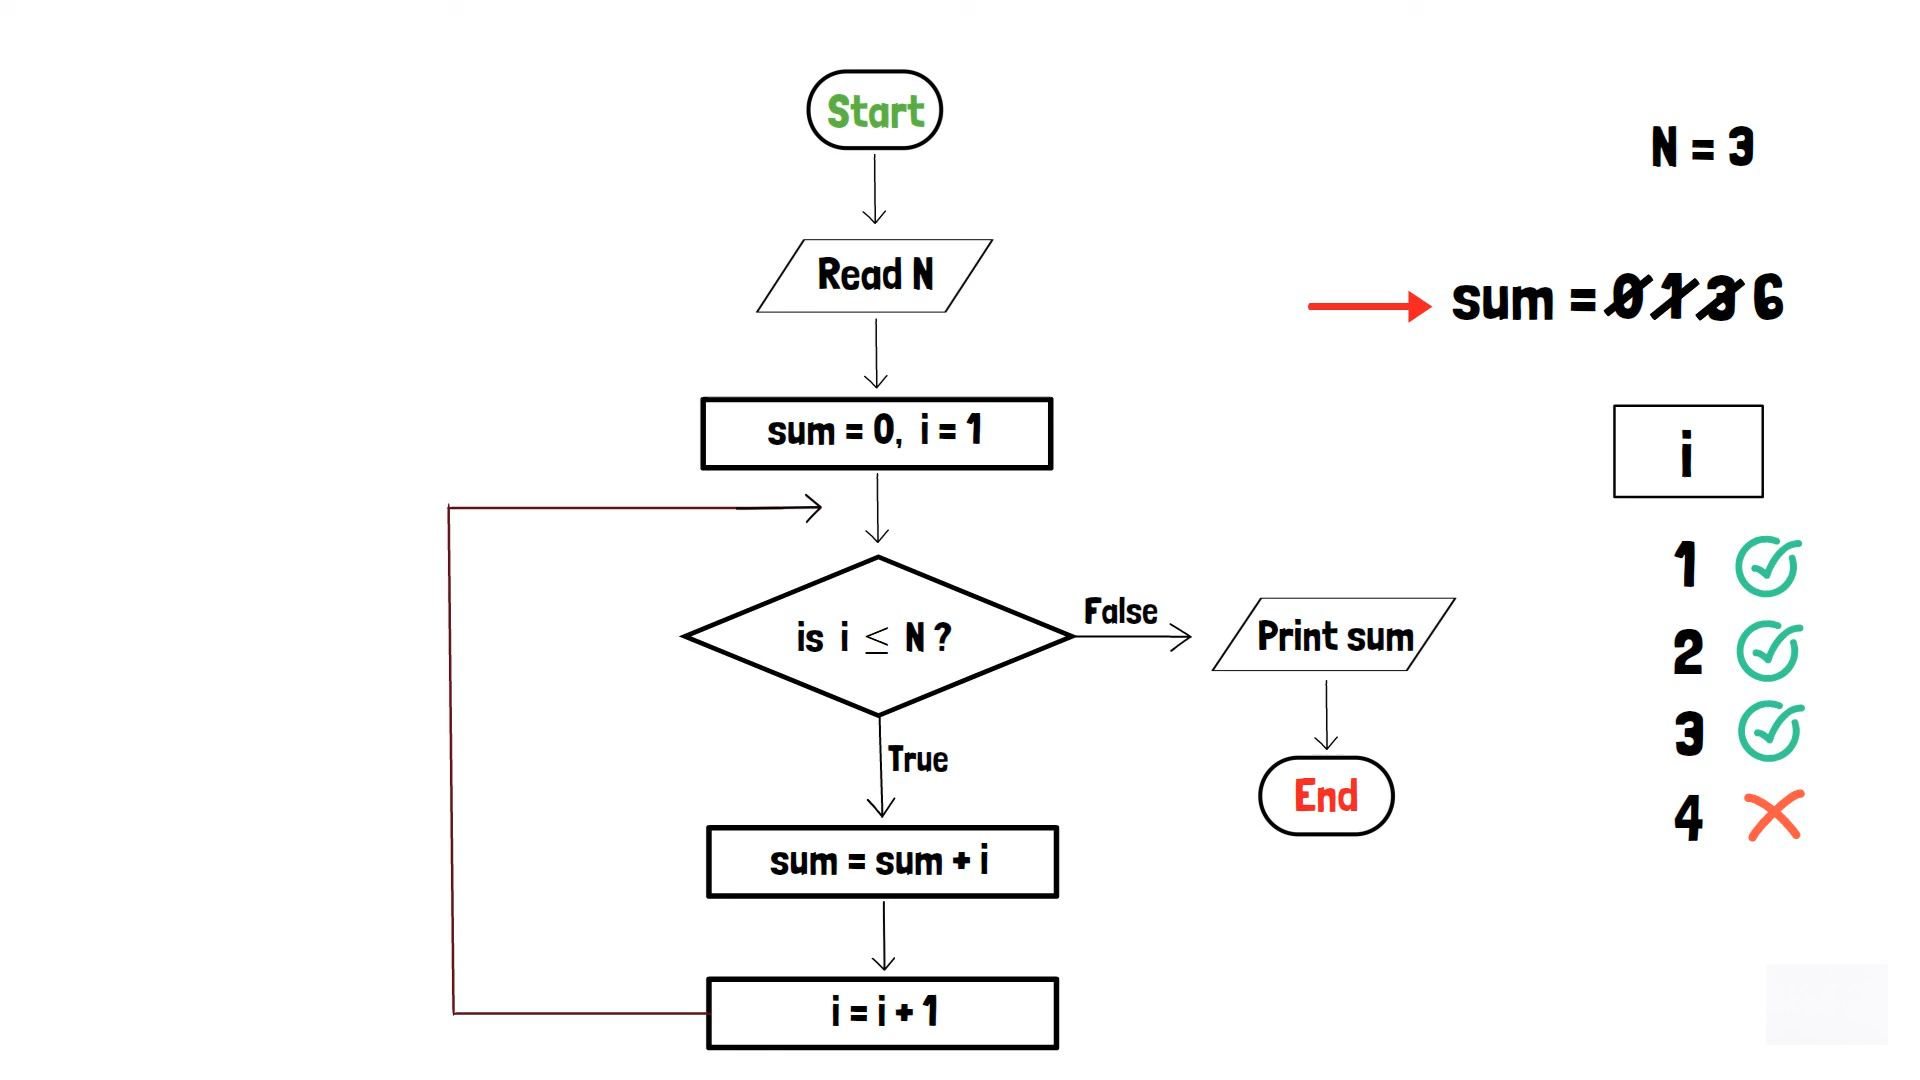 Start
Read N
sum = 0, i = 1
is i ≤ N ?
False
Print sum
True
End
sum = sum + i
i = i + 1
N = 3
sum = 0 1 3 6
i
1
2
3
4